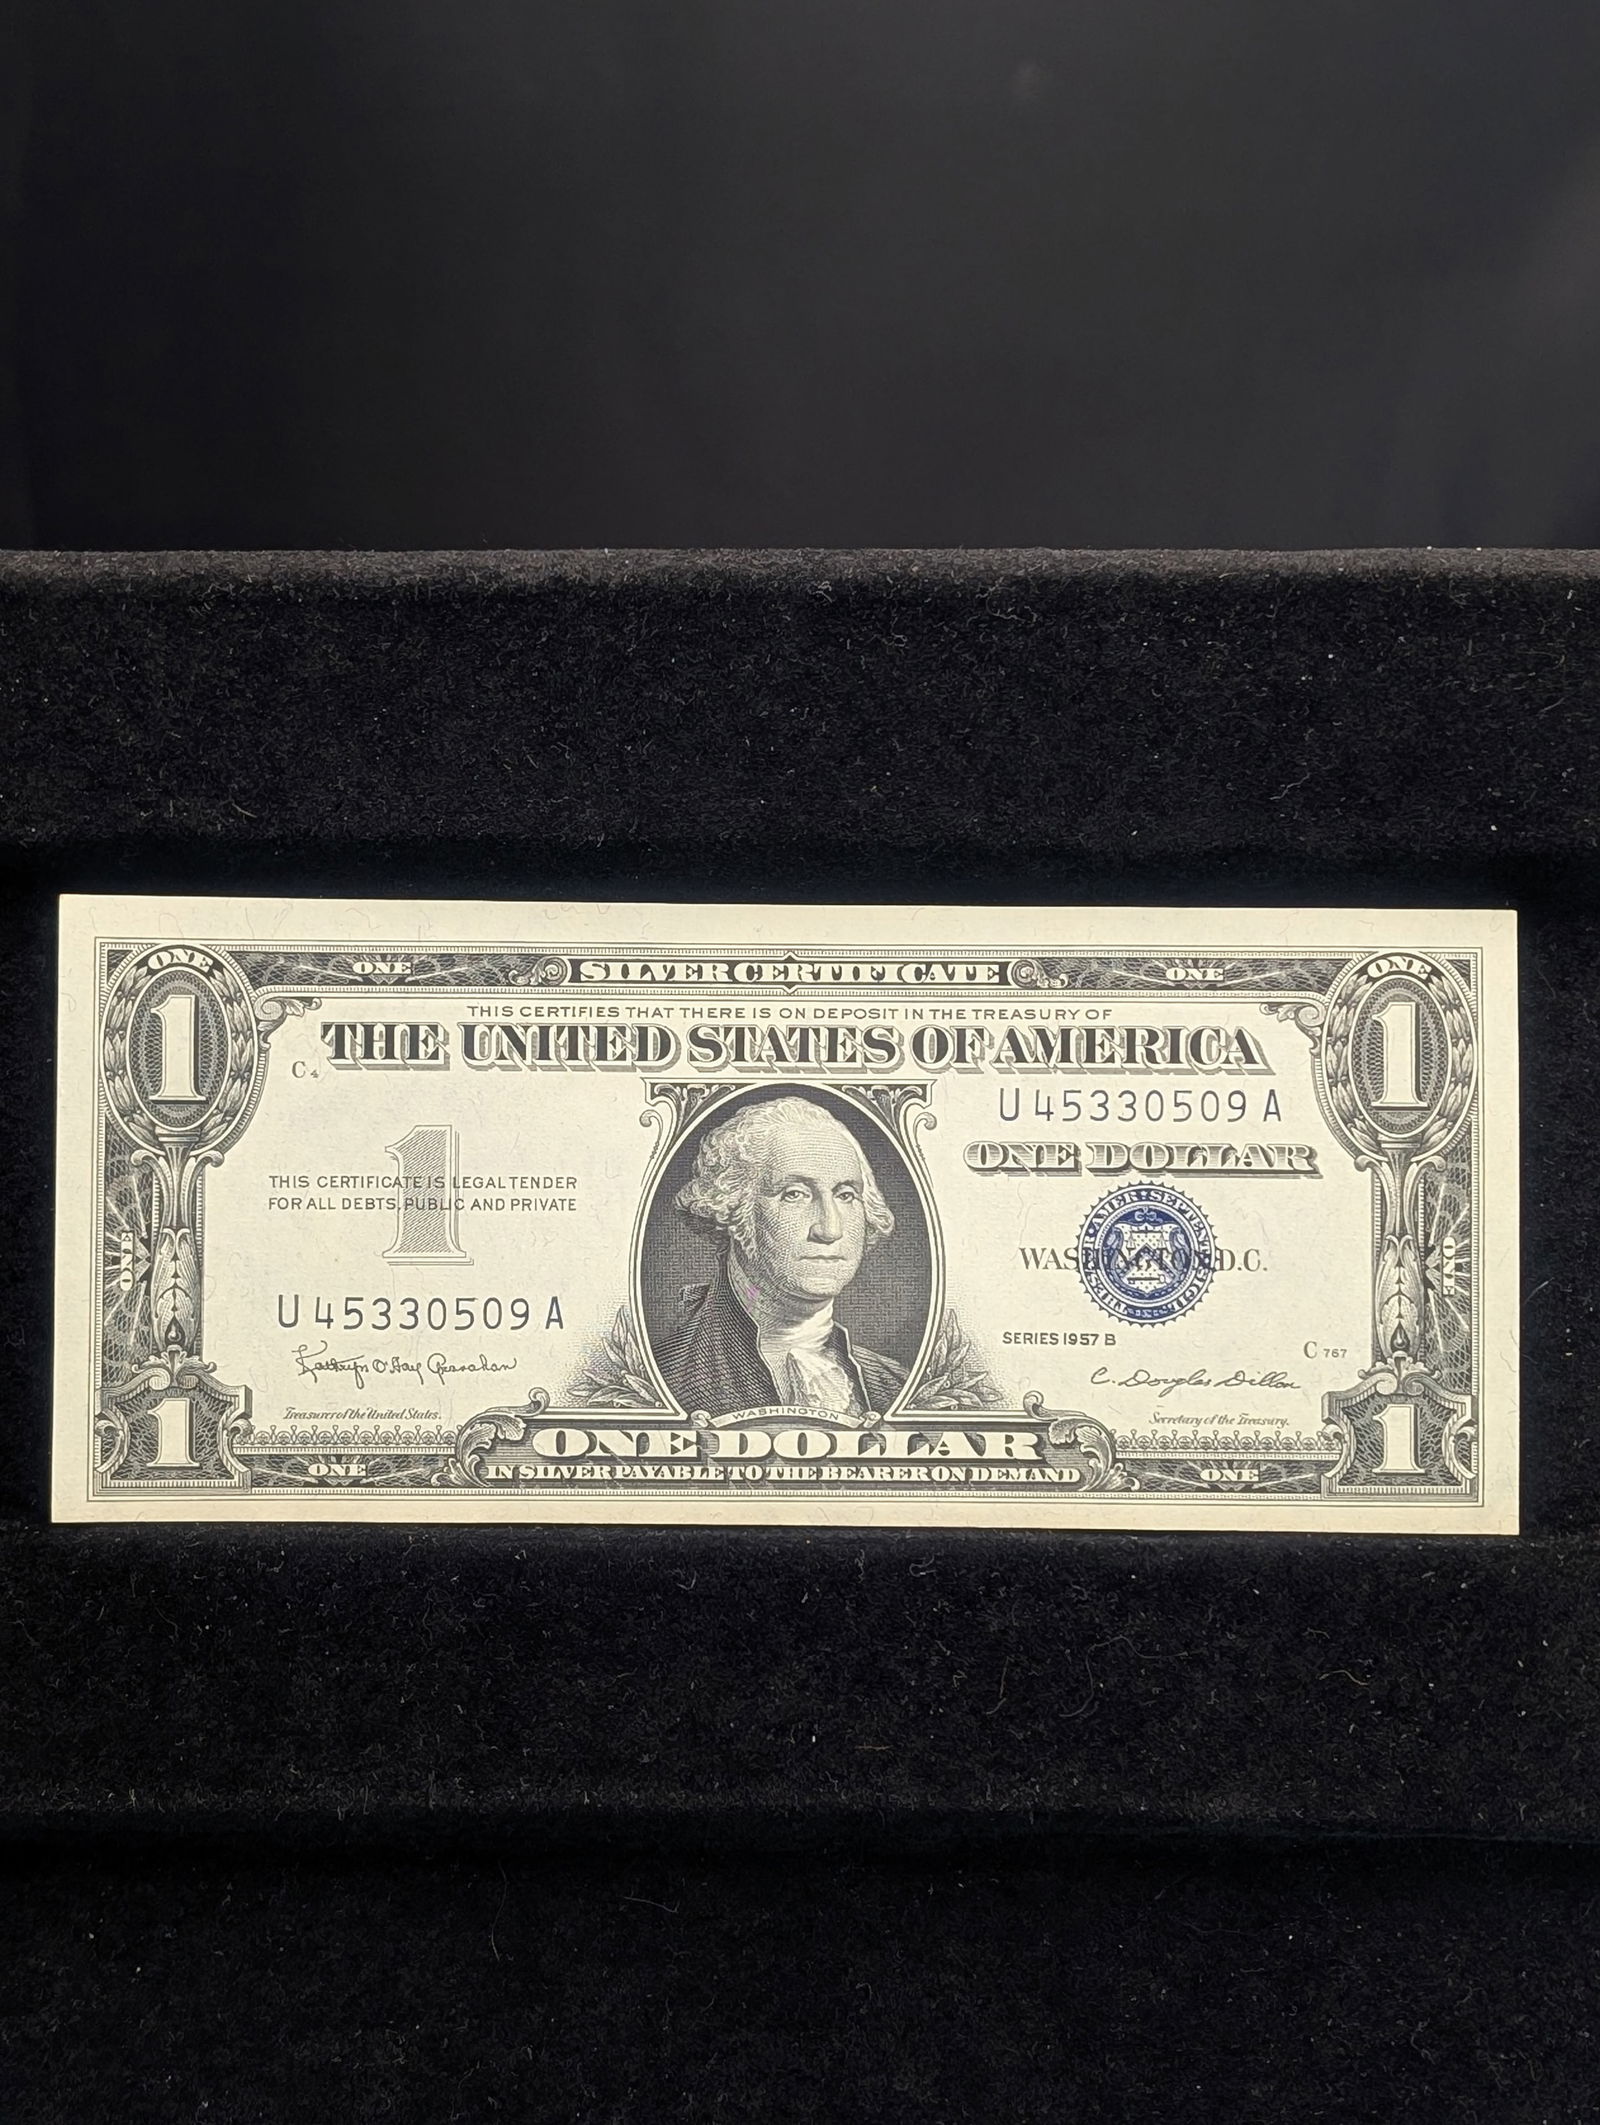 ONE ONE SILVER CERTIFICATE ONE ONE
1 1
THIS CERTIFIES THAT THERE IS ON DEPOSIT IN THE TREASURY OF
THE UNITED STATES OF AMERICA
C 4
U 45330509 A
ONE DOLLAR
1
THIS CERTIFICATE IS LEGAL TENDER
FOR ALL DEBTS, PUBLIC AND PRIVATE
WASHINGTON, D.C.
ONE ONE
U 45330509 A
SERIES 1957 B
C 767
Kathryn O'Hay Granahan
C. Douglas Dillon
Treasurer of the United States.
Secretary of the Treasury.
WASHINGTON
1 1
ONE DOLLAR
ONE ONE
IN SILVER PAYABLE TO THE BEARER ON DEMAND